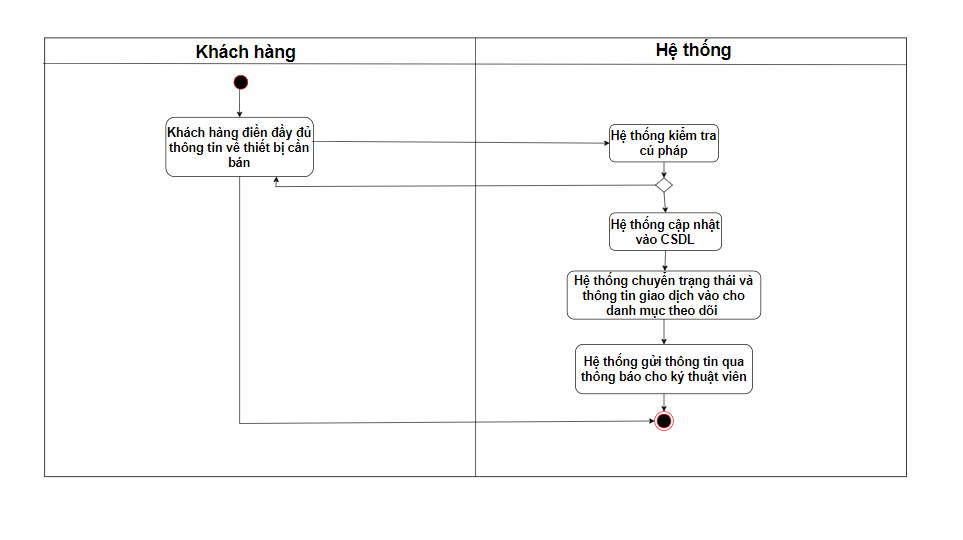 Khách hàng
Hệ thống
Khách hàng điền đầy đủ
thông tin về thiết bị cần
bán
Hệ thống kiểm tra
cú pháp
Hệ thống cập nhật
vào CSDL
Hệ thống chuyển trạng thái và
thông tin giao dịch vào cho
danh mục theo dõi
Hệ thống gửi thông tin qua
thông báo cho ký thuật viên